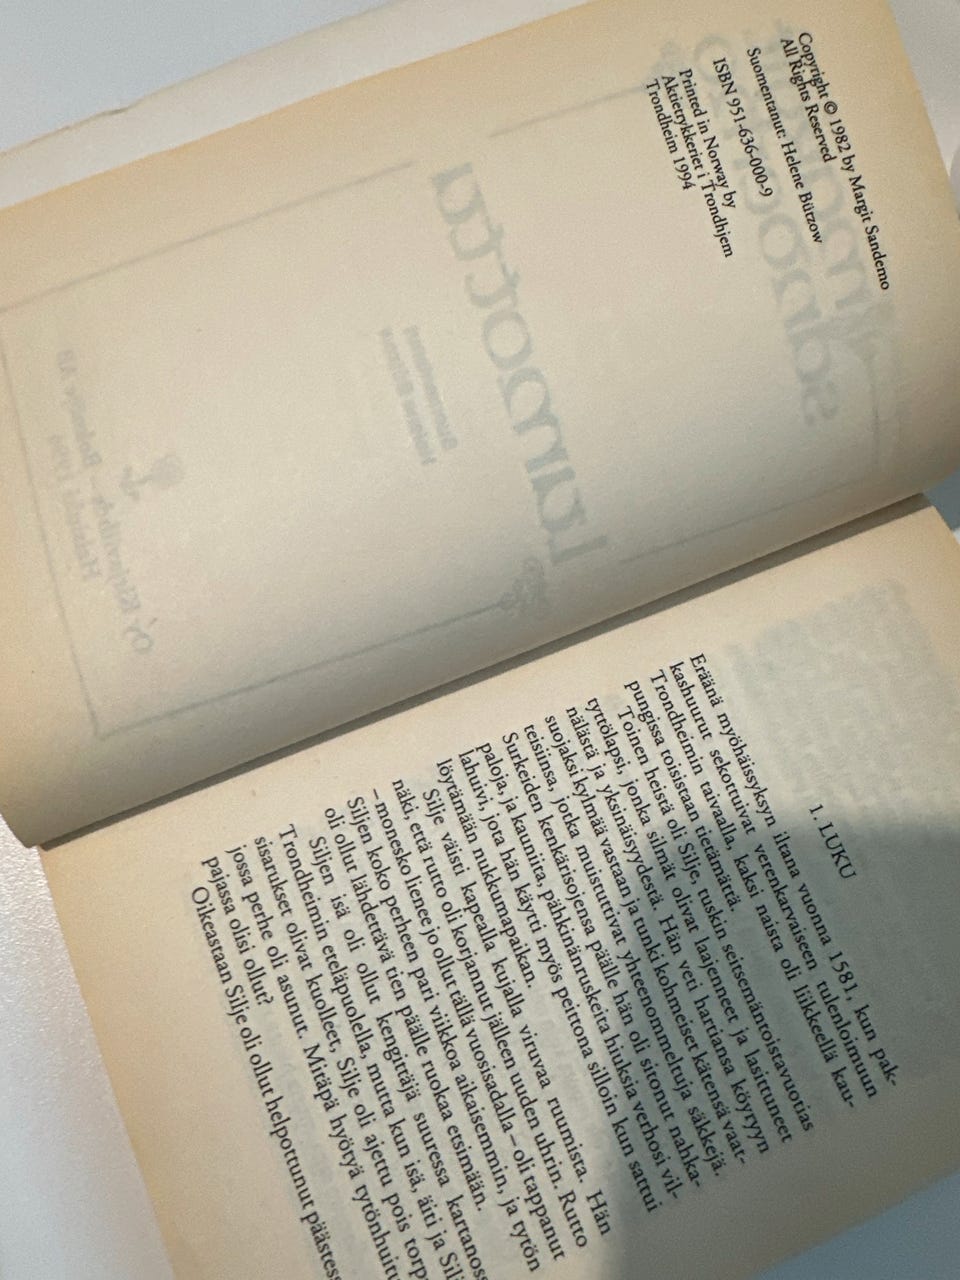 Copyright © 1982 by Margit Sandemo
All Rights Reserved
Suomentanut: Helene Bützow
ISBN 951-636-000-9
Printed in Norway by
Aktietrykkeriet i Trondhjem
Trondheim 1994
Lumottu
1. LUKU
Eräänä myöhäissyksyn iltana vuonna 1581, kun pak-
kashuurut sekottuivat verenkarvaiseen tulenloimuun
Trondheimin taivaalla, kaksi naista oli liikkeellä kau-
pungissa toisistaan tietämättä.
Toinen heistä oli Silje, tuskin seitsemäntoistavuotias
tyttölapsi, jonka silmät olivat laajenneet ja lasittuneet
nälästä ja yksinäisyydestä. Hän veti hartiansa köyryyn
suojaksi kylmää vastaan ja tunki kohmeiset kätensä vaat-
teisiinsa, jotka muistuttivat yhteenommeltuja säkkejä.
Surkeiden kenkärisojensa päälle hän oli sitonut nahka-
paloja, ja kauniita, pähkinänruskeita hiuksia verhosi vil-
lahuivi, jota hän käytti myös peittona silloin kun sattui
löytämään nukkumapaikan.
Silje väisti kapealla kujalla viruvaa ruumista. Hän
näki, että rutto oli korjannut jälleen uuden uhrin. Rutto
– monesko lienee jo ollut tällä vuosisadalla – oli tappanut
Siljen koko perheen pari viikkoa aikaisemmin, ja tytön
oli ollut lähdettävä tien päälle ruokaa etsimään.
Siljen isä oli ollut kengittäjä suuressa kartanos
Trondheimin eteläpuolella, mutta kun isä, äiti ja Silj
sisarukset olivat kuolleet, Silje oli ajettu pois torp
jossa perhe oli asunut. Mitäpä hyötyä tytönhuitu
pajassa olisi ollut?
Oikeastaan Silje oli ollut helpottunut päästess